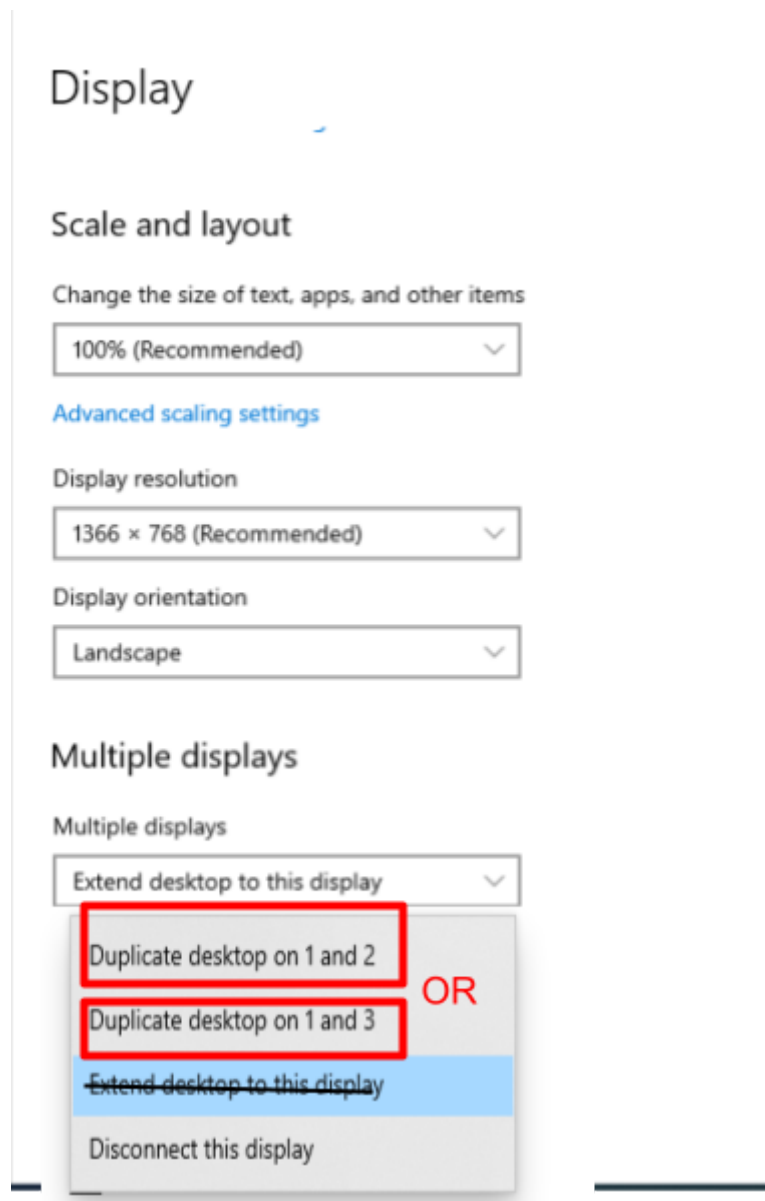 Display
Scale and layout
Change the size of text, apps, and other items
100% (Recommended)
Advanced scaling settings
Display resolution
1366 × 768 (Recommended)
Display orientation
Landscape
Multiple displays
Multiple displays
Extend desktop to this display
Duplicate desktop on 1 and 2
OR
Duplicate desktop on 1 and 3
Extend desktop to this display
Disconnect this display